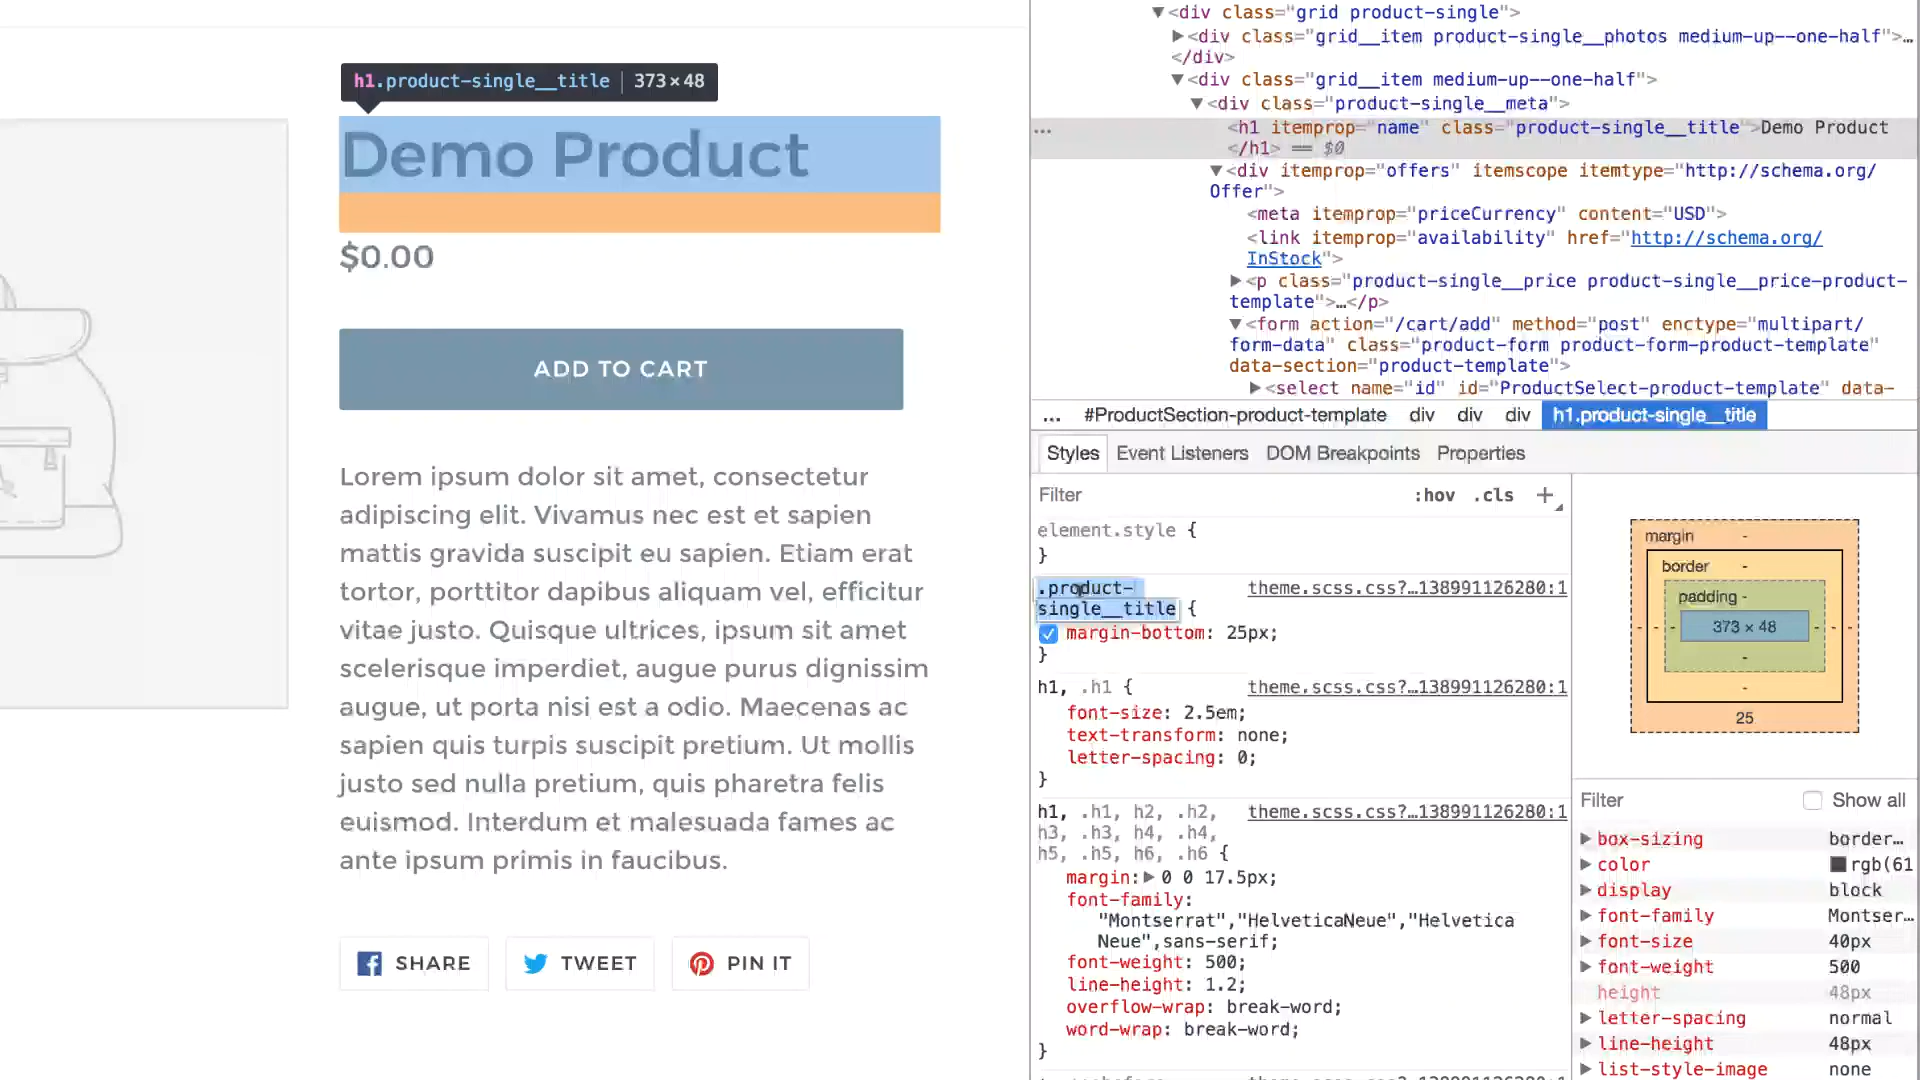 h1.product-single__title | 373 × 48
Demo Product
$0.00
ADD TO CART
Lorem ipsum dolor sit amet, consectetur
adipiscing elit. Vivamus nec est et sapien
mattis gravida suscipit eu sapien. Etiam erat
tortor, porttitor dapibus aliquam vel, efficitur
vitae justo. Quisque ultrices, ipsum sit amet
scelerisque imperdiet, augue purus dignissim
augue, ut porta nisi est a odio. Maecenas ac
sapien quis turpis suscipit pretium. Ut mollis
justo sed nulla pretium, quis pharetra felis
euismod. Interdum et malesuada fames ac
ante ipsum primis in faucibus.
SHARE TWEET PIN IT
▼<div class="grid product-single">
▶<div class="grid__item product-single__photos medium-up--one-half">…
</div>
▼<div class="grid__item medium-up--one-half">
▼<div class="product-single__meta">
... <h1 itemprop="name" class="product-single__title">Demo Product
</h1> == $0
▼<div itemprop="offers" itemscope itemtype="http://schema.org/
Offer">
<meta itemprop="priceCurrency" content="USD">
<link itemprop="availability" href="http://schema.org/
InStock">
▶<p class="product-single__price product-single__price-product-
template">…</p>
▼<form action="/cart/add" method="post" enctype="multipart/
form-data" class="product-form product-form-product-template"
data-section="product-template">
▶<select name="id" id="ProductSelect-product-template" data-
... #ProductSection-product-template div div div h1.product-single__title
Styles Event Listeners DOM Breakpoints Properties
Filter :hov .cls +
element.style {
}
.product-
single__title { theme.scss.css?…138991126280:1
margin-bottom: 25px;
}
h1, .h1 { theme.scss.css?…138991126280:1
font-size: 2.5em;
text-transform: none;
letter-spacing: 0;
}
h1, .h1, h2, .h2, theme.scss.css?…138991126280:1
h3, .h3, h4, .h4,
h5, .h5, h6, .h6 {
margin:▶ 0 0 17.5px;
font-family:
"Montserrat","HelveticaNeue","Helvetica
Neue",sans-serif;
font-weight: 500;
line-height: 1.2;
overflow-wrap: break-word;
word-wrap: break-word;
}
margin -
border -
padding -
- - - 373 × 48 - - -
-
-
25
Filter Show all
▶ box-sizing border…
▶ color rgb(61
▶ display block
▶ font-family Montser…
▶ font-size 40px
▶ font-weight 500
height 48px
▶ letter-spacing normal
▶ line-height 48px
▶ list-style-image none